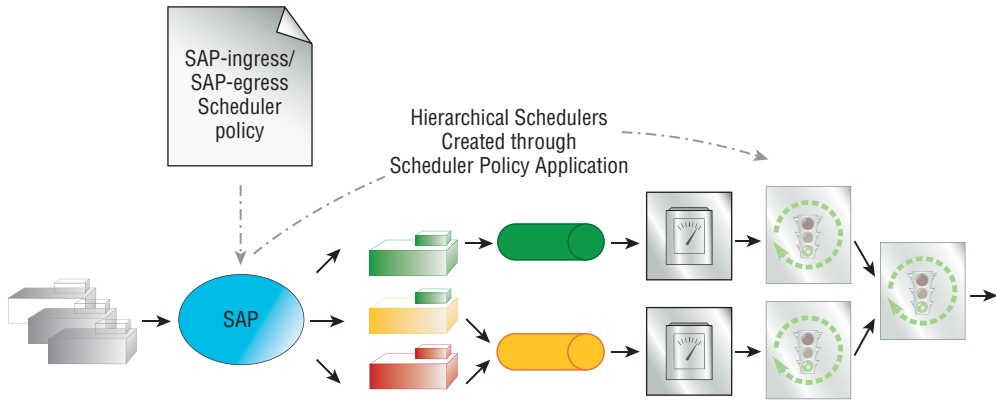 SAP-ingress/
SAP-egress
Scheduler
policy
Hierarchical Schedulers
Created through
Scheduler Policy Application
SAP